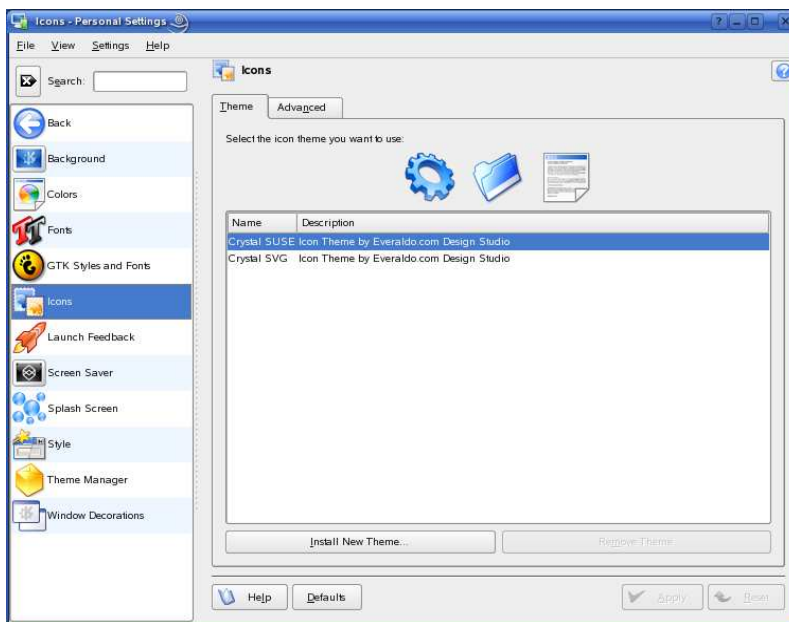 Icons - Personal Settings
File View Settings Help
Search:
Back
Background
Colors
Fonts
GTK Styles and Fonts
Icons
Launch Feedback
Screen Saver
Splash Screen
Style
Theme Manager
Window Decorations
Icons
Theme Advanced
Select the icon theme you want to use:
Name Description
Crystal SUSE Icon Theme by Everaldo.com Design Studio
Crystal SVG Icon Theme by Everaldo.com Design Studio
Install New Theme... Remove Theme
Help Defaults Apply Reset